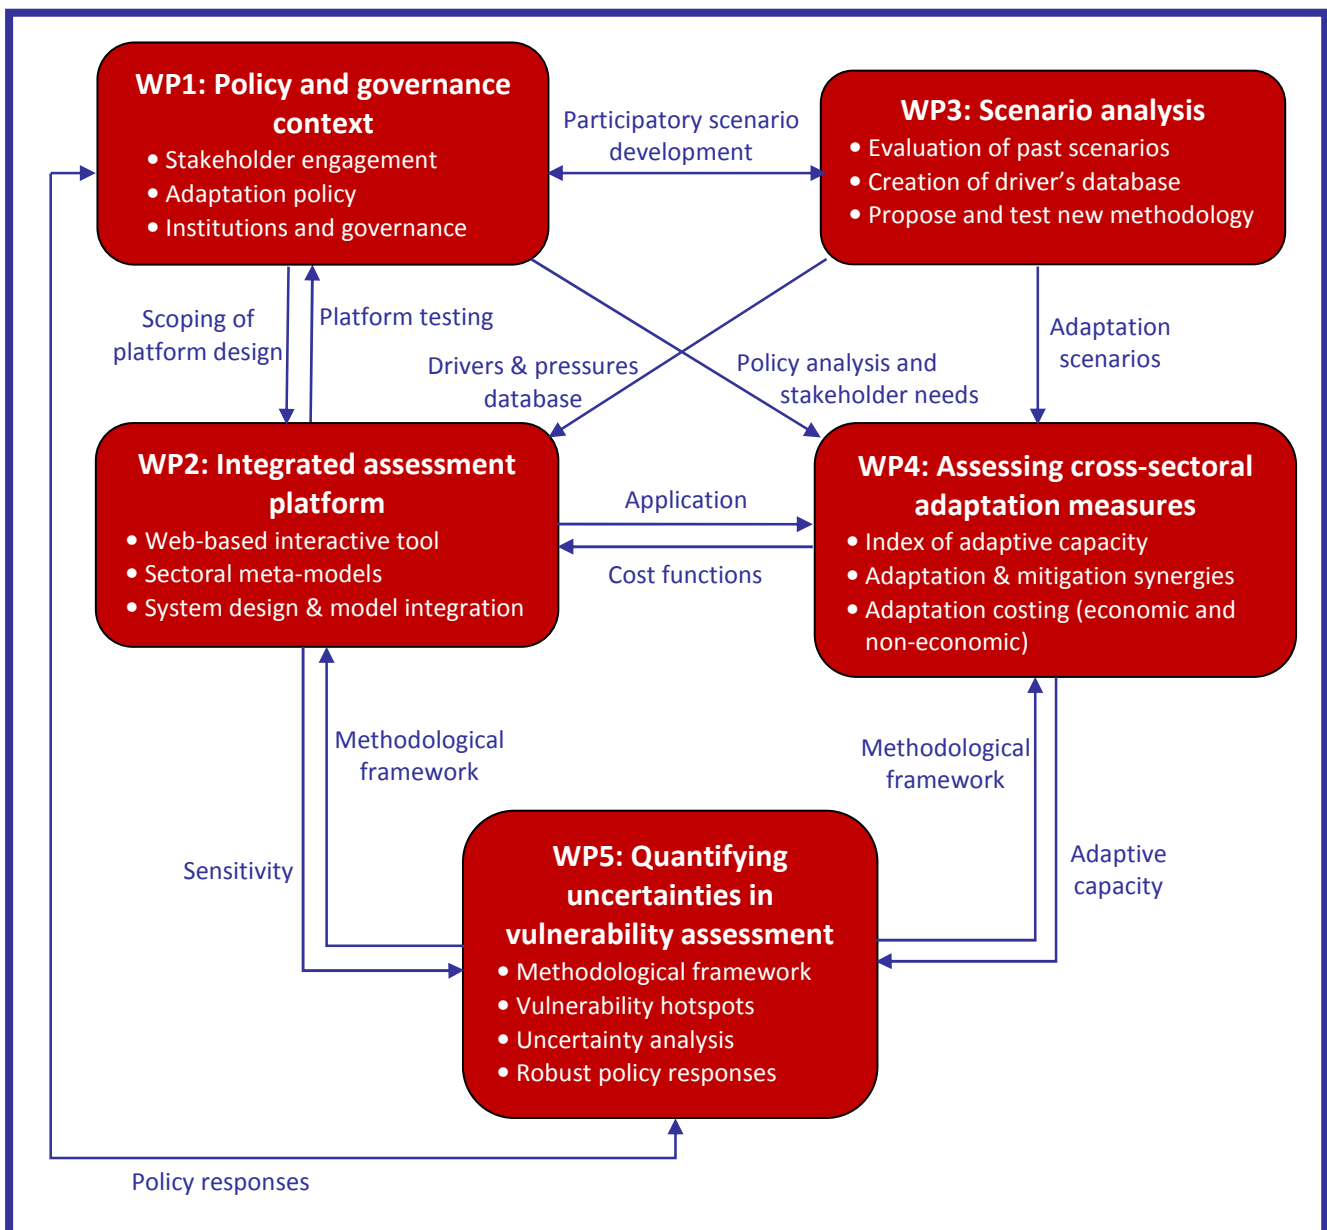 WP1: Policy and governance
context
• Stakeholder engagement
• Adaptation policy
• Institutions and governance
Participatory scenario
development
WP3: Scenario analysis
• Evaluation of past scenarios
• Creation of driver’s database
• Propose and test new methodology
Scoping of
platform design
Platform testing
Drivers & pressures
database
Policy analysis and
stakeholder needs
Adaptation
scenarios
WP2: Integrated assessment
platform
• Web-based interactive tool
• Sectoral meta-models
• System design & model integration
Application
Cost functions
WP4: Assessing cross-sectoral
adaptation measures
• Index of adaptive capacity
• Adaptation & mitigation synergies
• Adaptation costing (economic and
non-economic)
Methodological
framework
Methodological
framework
Sensitivity
Adaptive
capacity
WP5: Quantifying
uncertainties in
vulnerability assessment
• Methodological framework
• Vulnerability hotspots
• Uncertainty analysis
• Robust policy responses
Policy responses